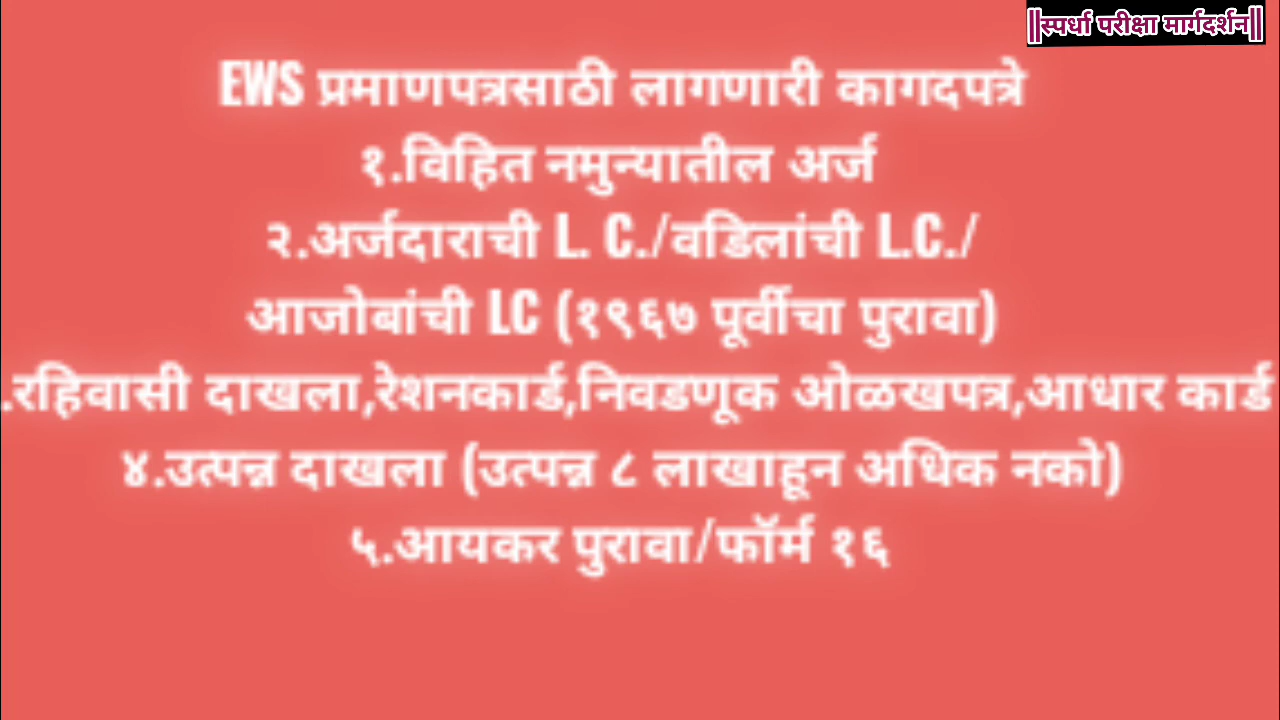 ||स्पर्धा परीक्षा मार्गदर्शन||
EWS प्रमाणपत्रसाठी लागणारी कागदपत्रे
१.विहित नमुन्यातील अर्ज
२.अर्जदाराची L. C./वडिलांची L.C./
आजोबांची LC (१९६७ पूर्वीचा पुरावा)
.रहिवासी दाखला,रेशनकार्ड,निवडणूक ओळखपत्र,आधार कार्ड
४.उत्पन्न दाखला (उत्पन्न ८ लाखाहून अधिक नको)
५.आयकर पुरावा/फॉर्म १६